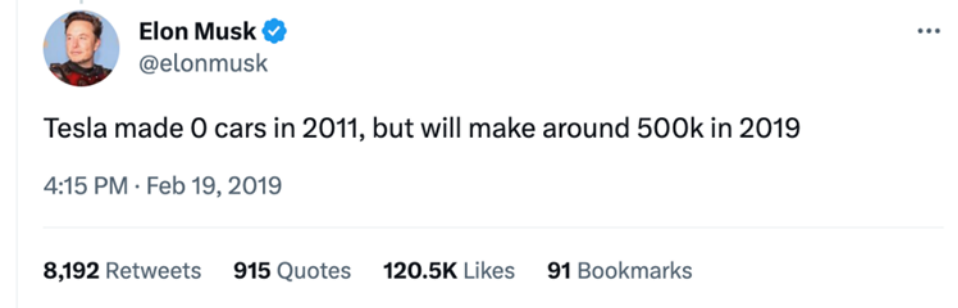 Elon Musk
@elonmusk
Tesla made 0 cars in 2011, but will make around 500k in 2019
4:15 PM · Feb 19, 2019
8,192 Retweets 915 Quotes 120.5K Likes 91 Bookmarks